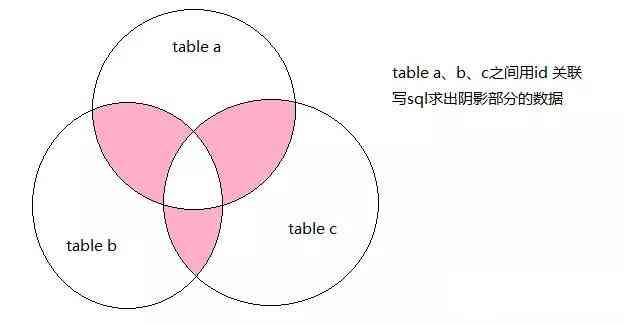 table a
table a、b、c之间用id 关联
写sql求出阴影部分的数据
table b
table c